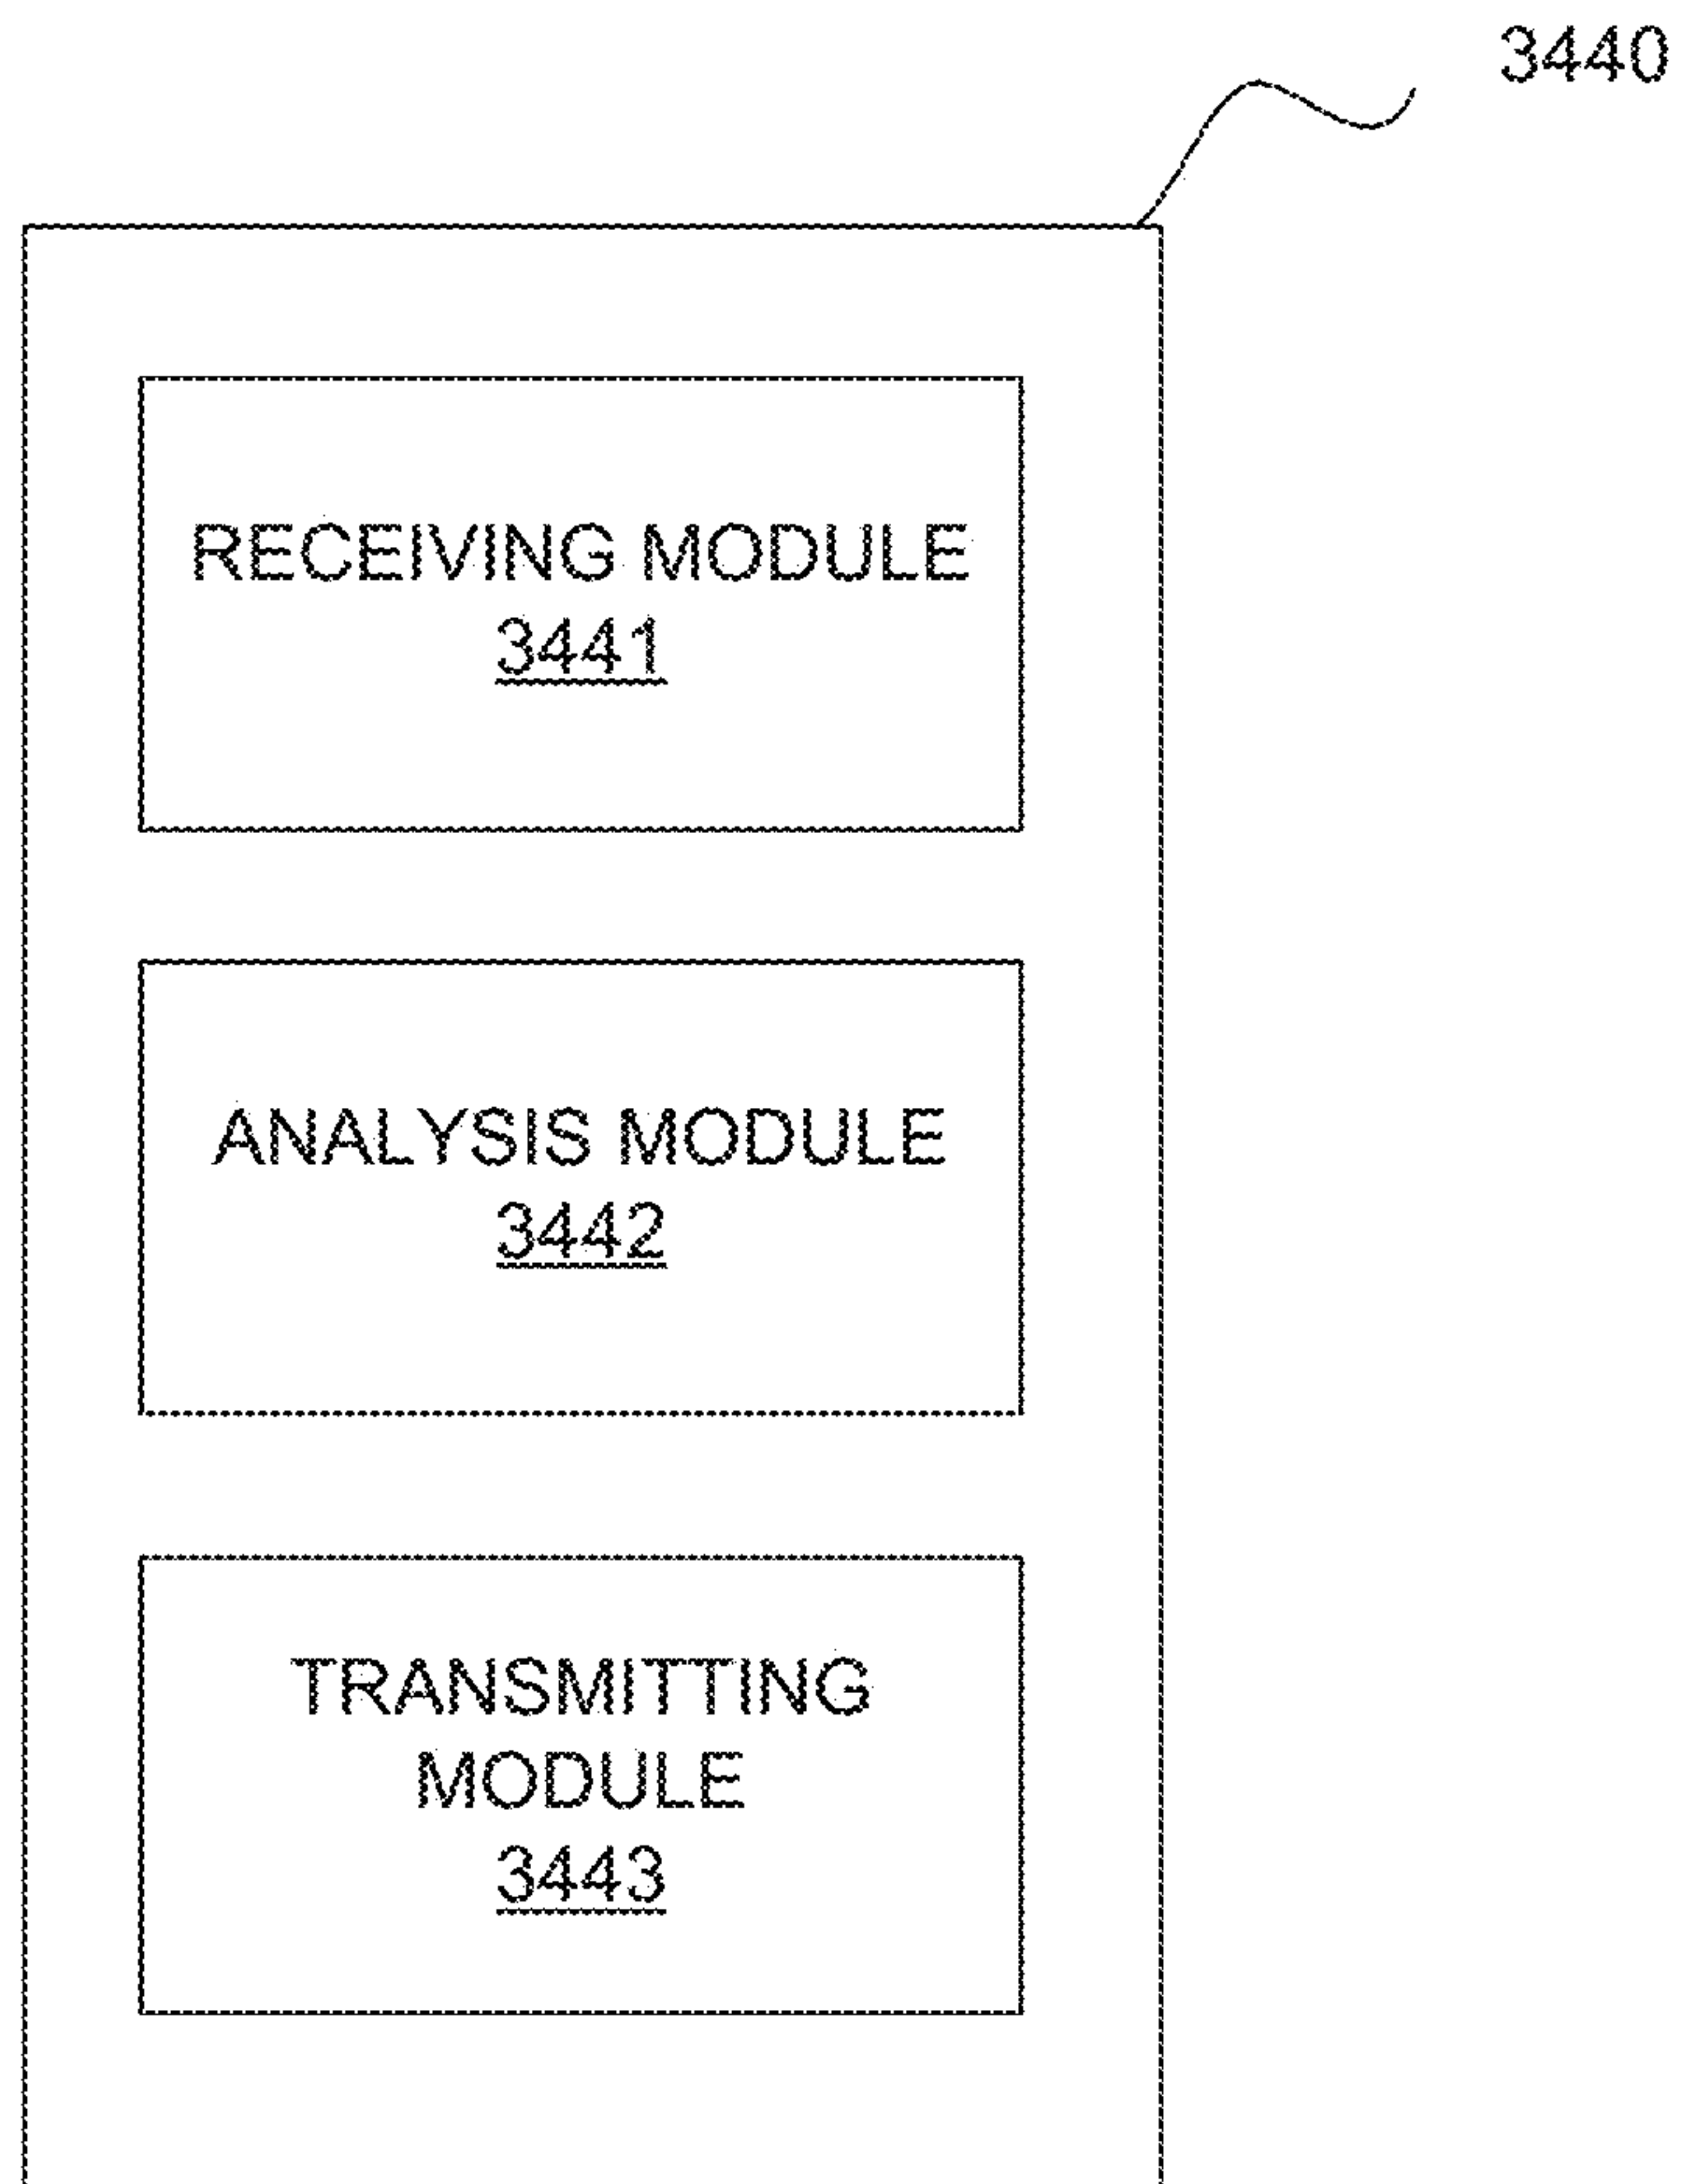 3440
RECEIVING MODULE
3441
ANALYSIS MODULE
3442
TRANSMITTING
MODULE
3443